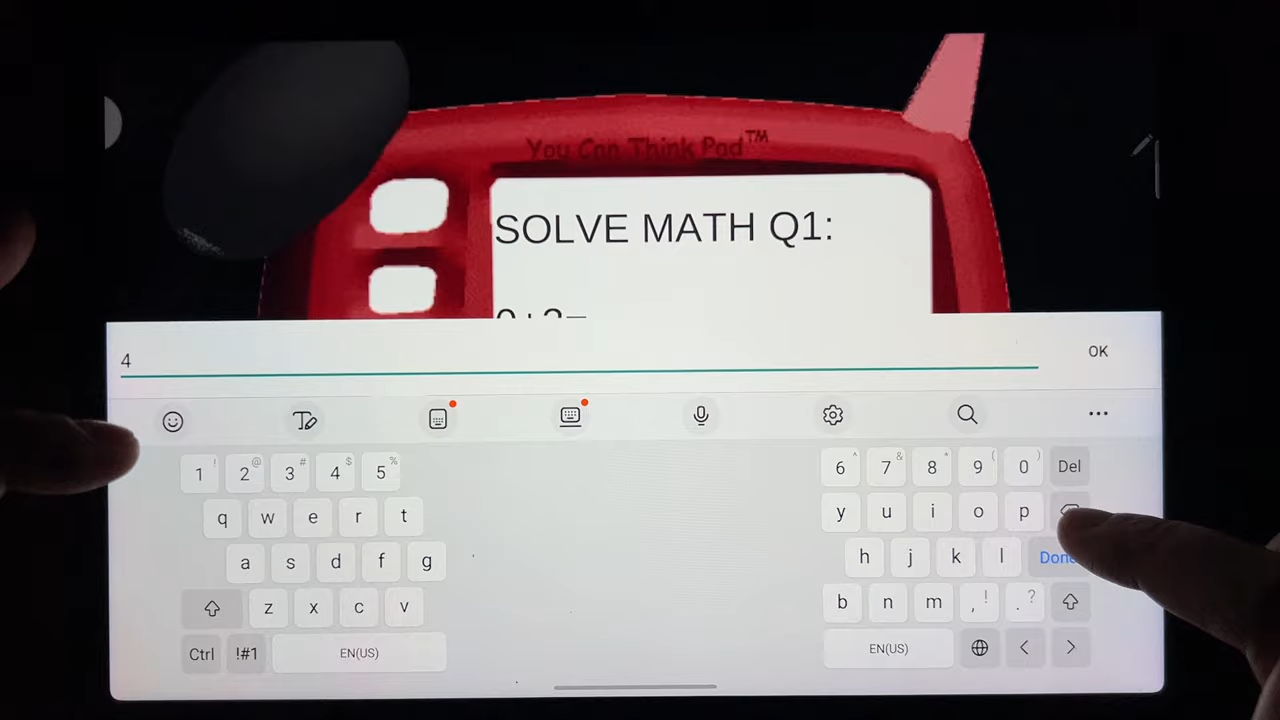 You Can Think Pad™
SOLVE MATH Q1:
4
OK
1 ! 2 @ 3 # 4 $ 5 % 6 ^ 7 & 8 * 9 ( 0 ) Del
q w e r t y u i o p
a s d f g h j k l Done
z x c v b n m , ! . ?
Ctrl !#1 EN(US) EN(US) < >